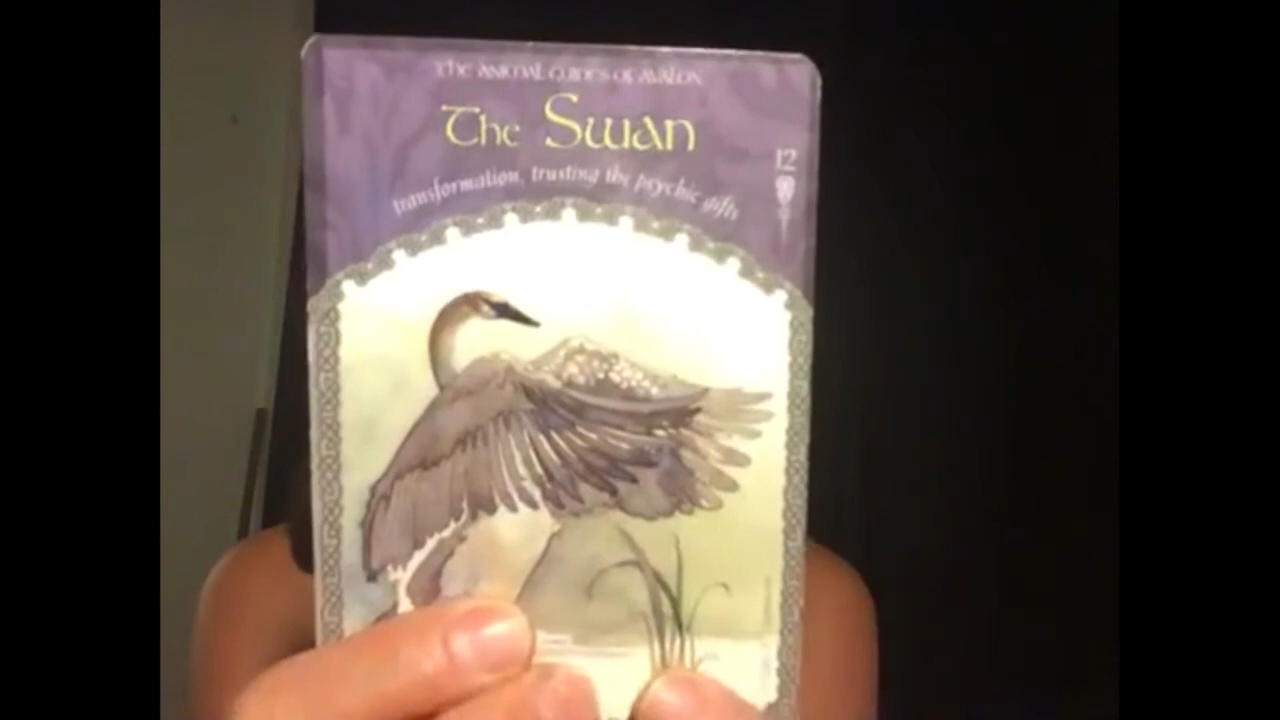 The Animal Guides of Avalon
The Swan
12
transformation, trusting the psychic gifts